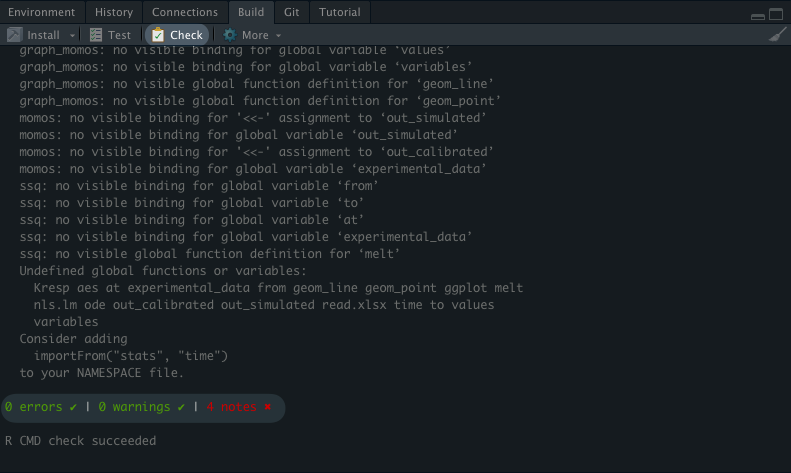 Environment History Connections Build Git Tutorial
Install Test Check More
graph_momos: no visible binding for global variable ‘values’
graph_momos: no visible binding for global variable ‘variables’
graph_momos: no visible global function definition for ‘geom_line’
graph_momos: no visible global function definition for ‘geom_point’
momos: no visible binding for '<<-' assignment to ‘out_simulated’
momos: no visible binding for global variable ‘out_simulated’
momos: no visible binding for '<<-' assignment to ‘out_calibrated’
momos: no visible binding for global variable ‘experimental_data’
ssq: no visible binding for global variable ‘from’
ssq: no visible binding for global variable ‘to’
ssq: no visible binding for global variable ‘at’
ssq: no visible binding for global variable ‘experimental_data’
ssq: no visible global function definition for ‘melt’
Undefined global functions or variables:
Kresp aes at experimental_data from geom_line geom_point ggplot melt
nls.lm ode out_calibrated out_simulated read.xlsx time to values
variables
Consider adding
importFrom("stats", "time")
to your NAMESPACE file.
0 errors ✔ | 0 warnings ✔ | 4 notes ✖
R CMD check succeeded